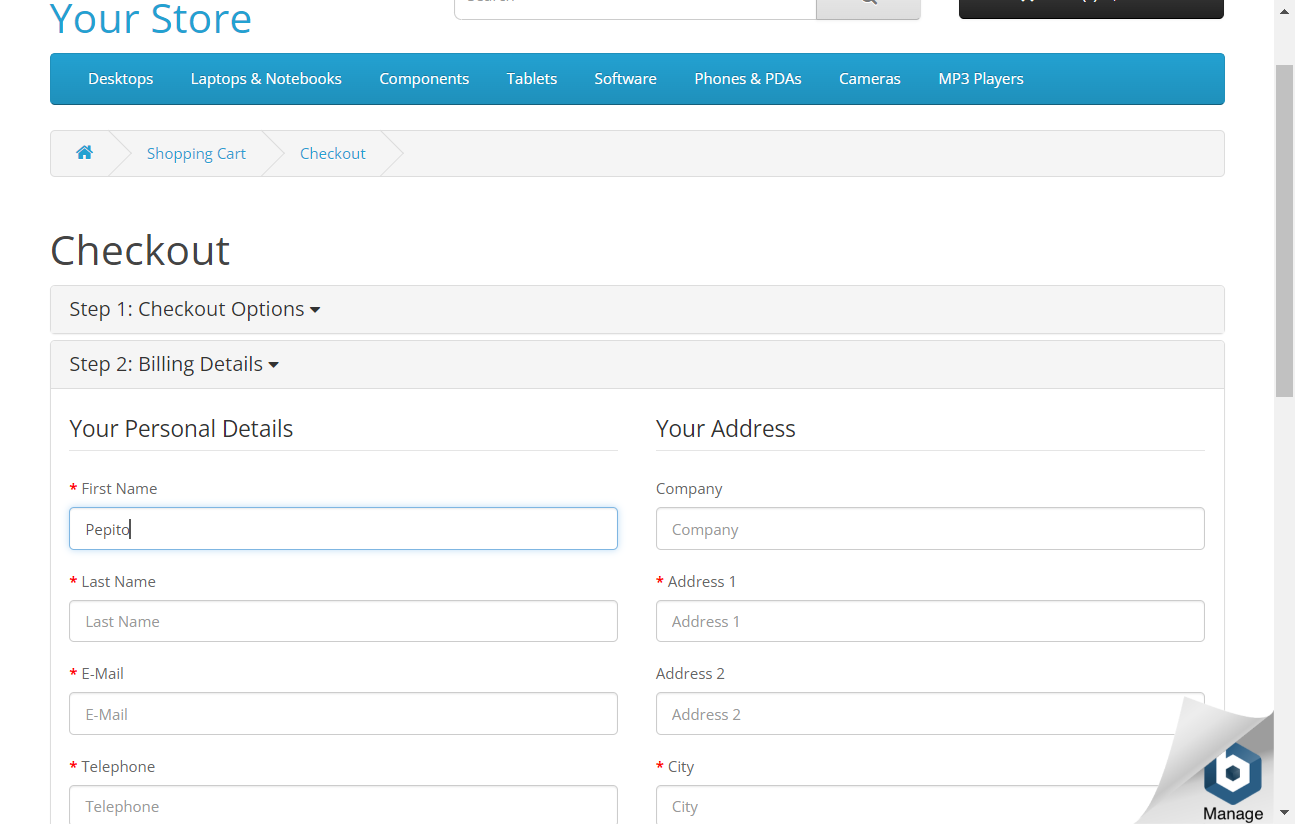 Your Store
Desktops Laptops & Notebooks Components Tablets Software Phones & PDAs Cameras MP3 Players
Shopping Cart Checkout
Checkout
Step 1: Checkout Options
Step 2: Billing Details
Your Personal Details Your Address
* First Name Company
Pepito Company
* Last Name * Address 1
Last Name Address 1
* E-Mail Address 2
E-Mail Address 2
* Telephone * City
Telephone City
Manage